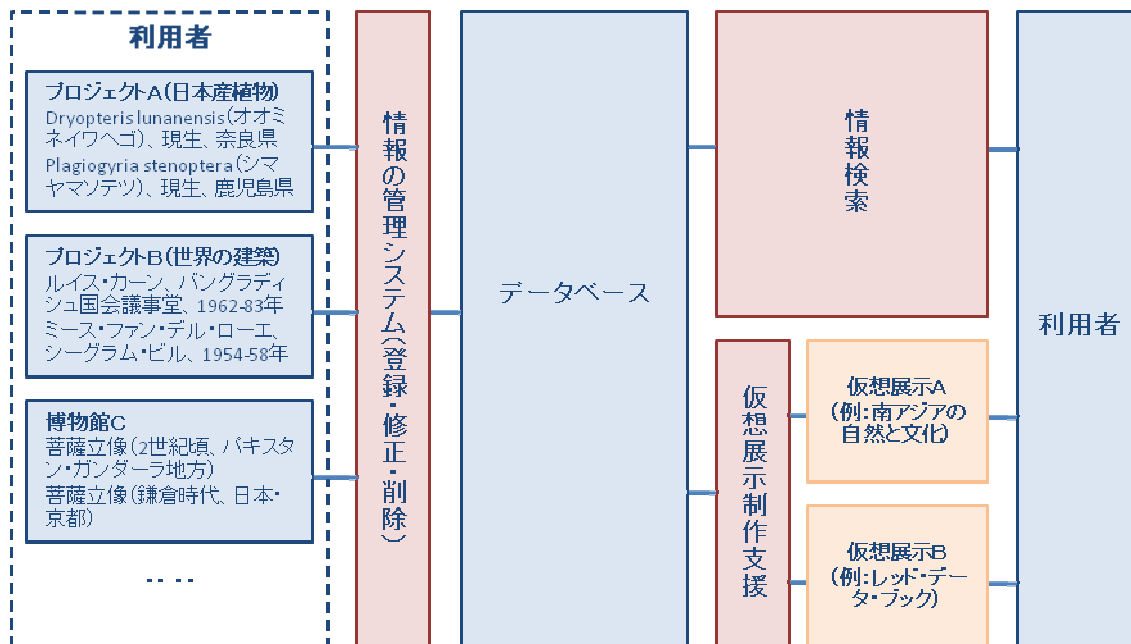 利用者
プロジェクトA(日本産植物)
Dryopteris lunanensis(オオミ
ネイワヘゴ)、現生、奈良県
Plagiogyria stenoptera(シマ
ヤマソテツ)、現生、鹿児島県
プロジェクトB(世界の建築)
ルイス・カーン、バングラディ
シュ国会議事堂、1962-83年
ミース・ファン・デル・ローエ、
シーグラム・ビル、1954-58年
博物館C
菩薩立像(2世紀頃、パキスタ
ン・ガンダーラ地方)
菩薩立像(鎌倉時代、日本・
京都)
‥‥
情報の管理システム(登録・修正・削除)
データベース
情報検索
仮想展示制作支援
仮想展示A
(例:南アジアの
自然と文化)
仮想展示B
(例:レッド・デー
タ・ブック)
利用者